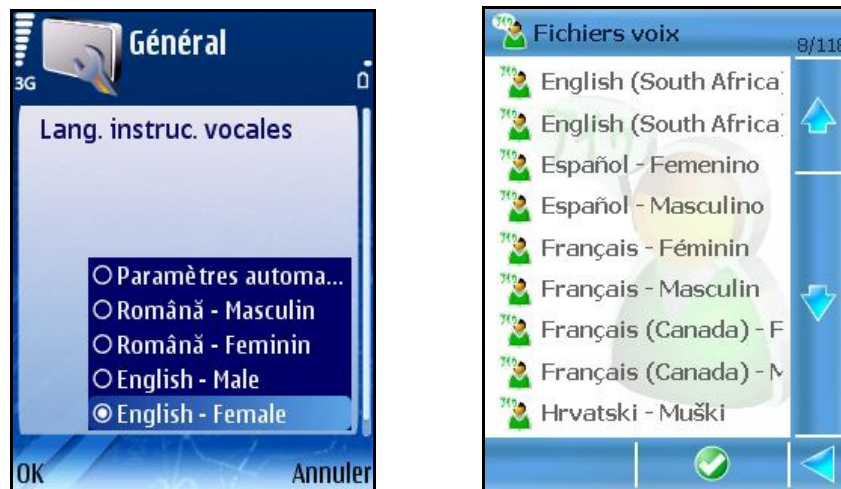 Général
3G
Lang. instruc. vocales
Paramètres automa...
Română - Masculin
Română - Feminin
English - Male
English - Female
OK
Annuler
Fichiers voix
8/118
English (South Africa)
English (South Africa)
Español - Femenino
Español - Masculino
Français - Féminin
Français - Masculin
Français (Canada) - F
Français (Canada) - M
Hrvatski - Muški